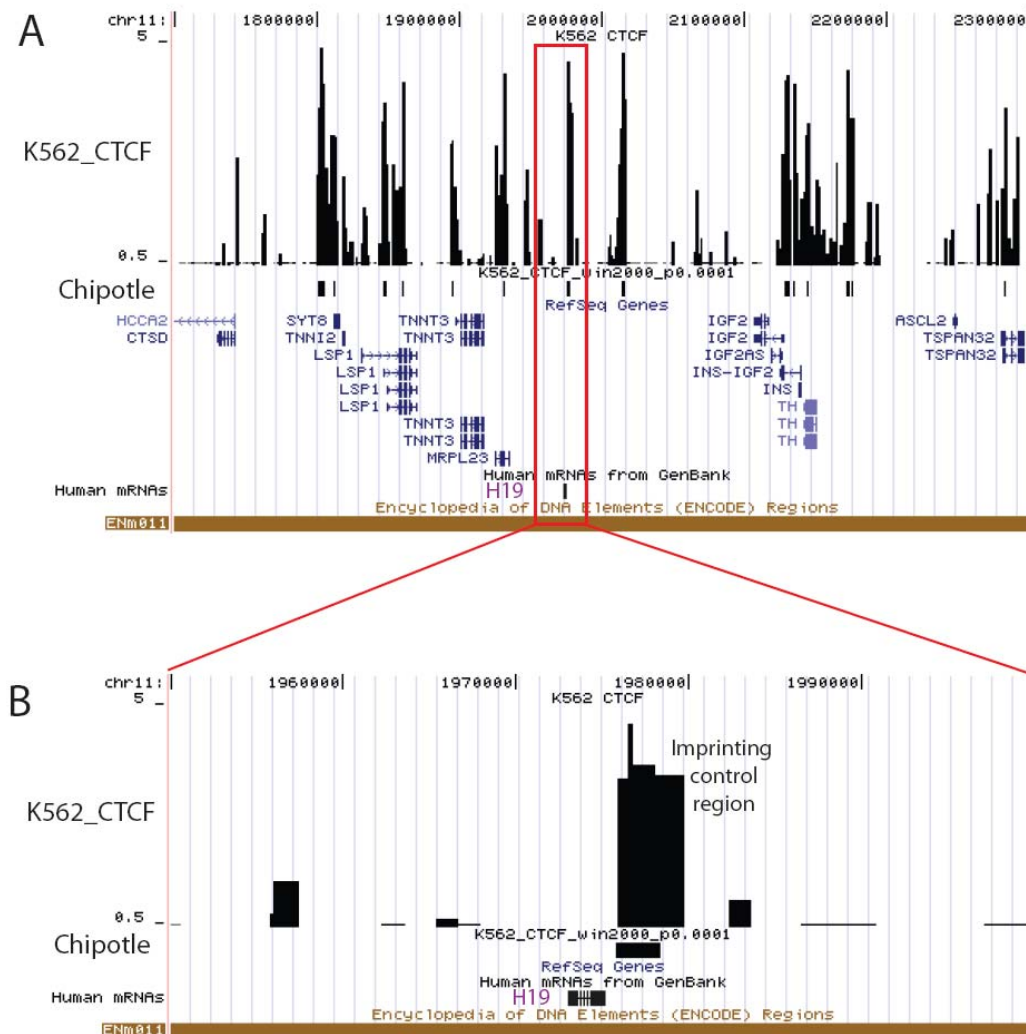 A
chr11: 1800000 1900000 2000000 2100000 2200000 2300000
5
K562 CTCF
K562_CTCF
0.5
K562_CTCF_win2000_p0.0001
Chipotle
RefSeq Genes
HCCA2 SYT8 TNNT3 IGF2 ASCL2
CTSD TNNI2 TNNT3 IGF2 TSPAN32
LSP1 IGF2AS TSPAN32
LSP1 INS-IGF2
LSP1 INS
LSP1 TH
TNNT3 TH
TNNT3 TH
MRPL23
Human mRNAs from GenBank
Human mRNAs H19
Encyclopedia of DNA Elements (ENCODE) Regions
ENm011
B
chr11: 1960000 1970000 1980000 1990000
5
K562 CTCF
Imprinting
control
region
K562_CTCF
0.5
K562_CTCF_win2000_p0.0001
Chipotle
RefSeq Genes
Human mRNAs from GenBank
Human mRNAs H19
Encyclopedia of DNA Elements (ENCODE) Regions
ENm011